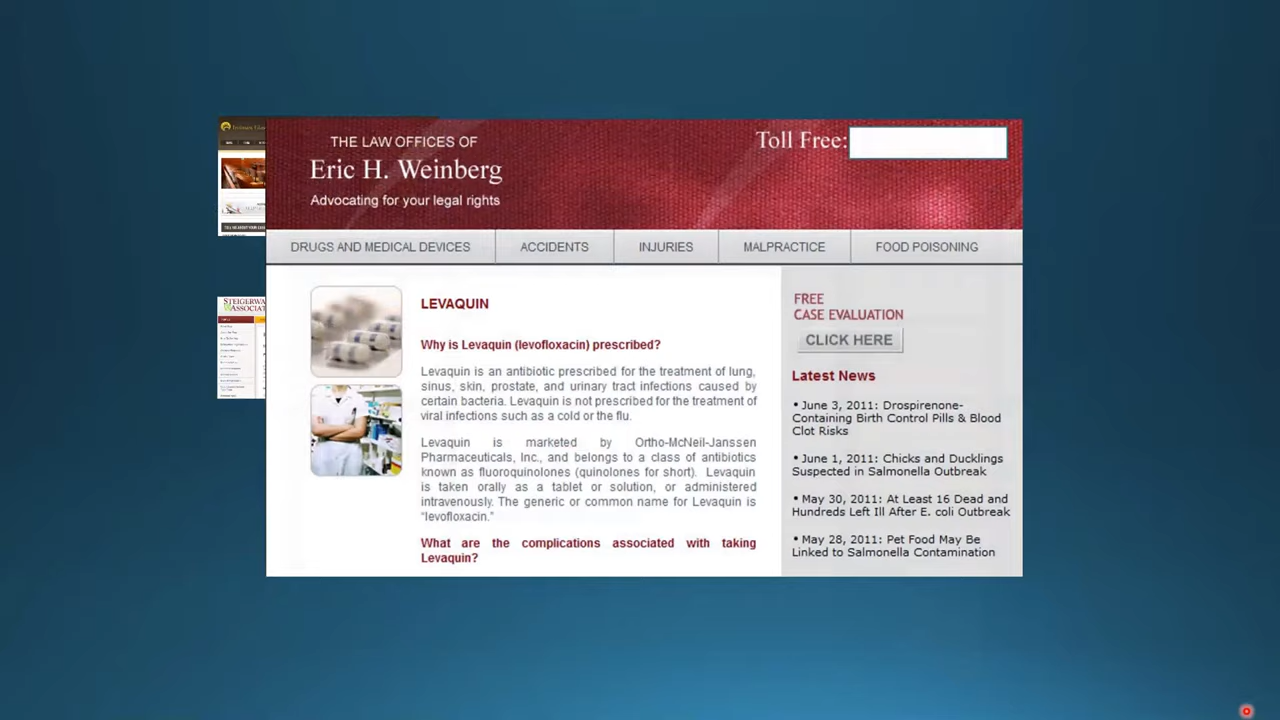 THE LAW OFFICES OF
Eric H. Weinberg
Advocating for your legal rights
Toll Free:
DRUGS AND MEDICAL DEVICES
ACCIDENTS
INJURIES
MALPRACTICE
FOOD POISONING
STEIGERWA
ASSOCIAT
LEVAQUIN
Why is Levaquin (levofloxacin) prescribed?
Levaquin is an antibiotic prescribed for the treatment of lung,
sinus, skin, prostate, and urinary tract infections caused by
certain bacteria. Levaquin is not prescribed for the treatment of
viral infections such as a cold or the flu.
Levaquin is marketed by Ortho-McNeil-Janssen
Pharmaceuticals, Inc., and belongs to a class of antibiotics
known as fluoroquinolones (quinolones for short). Levaquin
is taken orally as a tablet or solution, or administered
intravenously. The generic or common name for Levaquin is
“levofloxacin.”
What are the complications associated with taking
Levaquin?
FREE
CASE EVALUATION
CLICK HERE
Latest News
• June 3, 2011: Drospirenone-
Containing Birth Control Pills & Blood
Clot Risks
• June 1, 2011: Chicks and Ducklings
Suspected in Salmonella Outbreak
• May 30, 2011: At Least 16 Dead and
Hundreds Left Ill After E. coli Outbreak
• May 28, 2011: Pet Food May Be
Linked to Salmonella Contamination